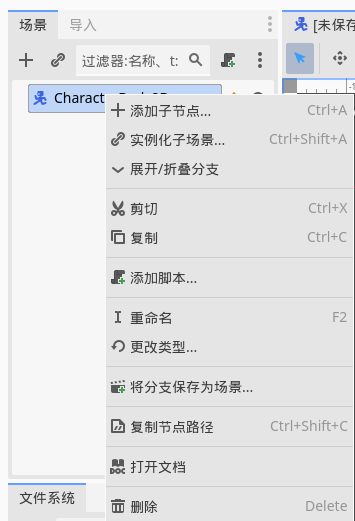 场景 导入
[未保存
过滤器:名称、t:
添加子节点... Ctrl+A
实例化子场景... Ctrl+Shift+A
展开/折叠分支
剪切 Ctrl+X
复制 Ctrl+C
添加脚本...
重命名 F2
更改类型...
将分支保存为场景...
复制节点路径 Ctrl+Shift+C
打开文档
文件系统
删除 Delete